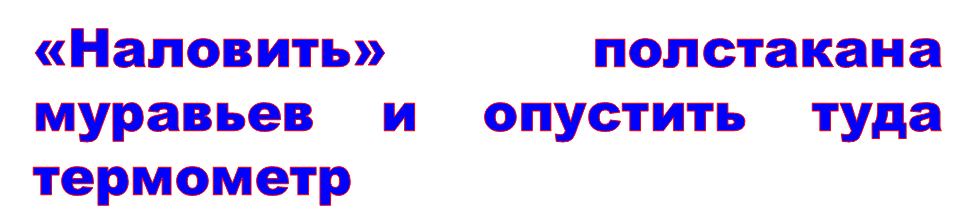 «Наловить» полстакана
муравьев и опустить туда
термометр